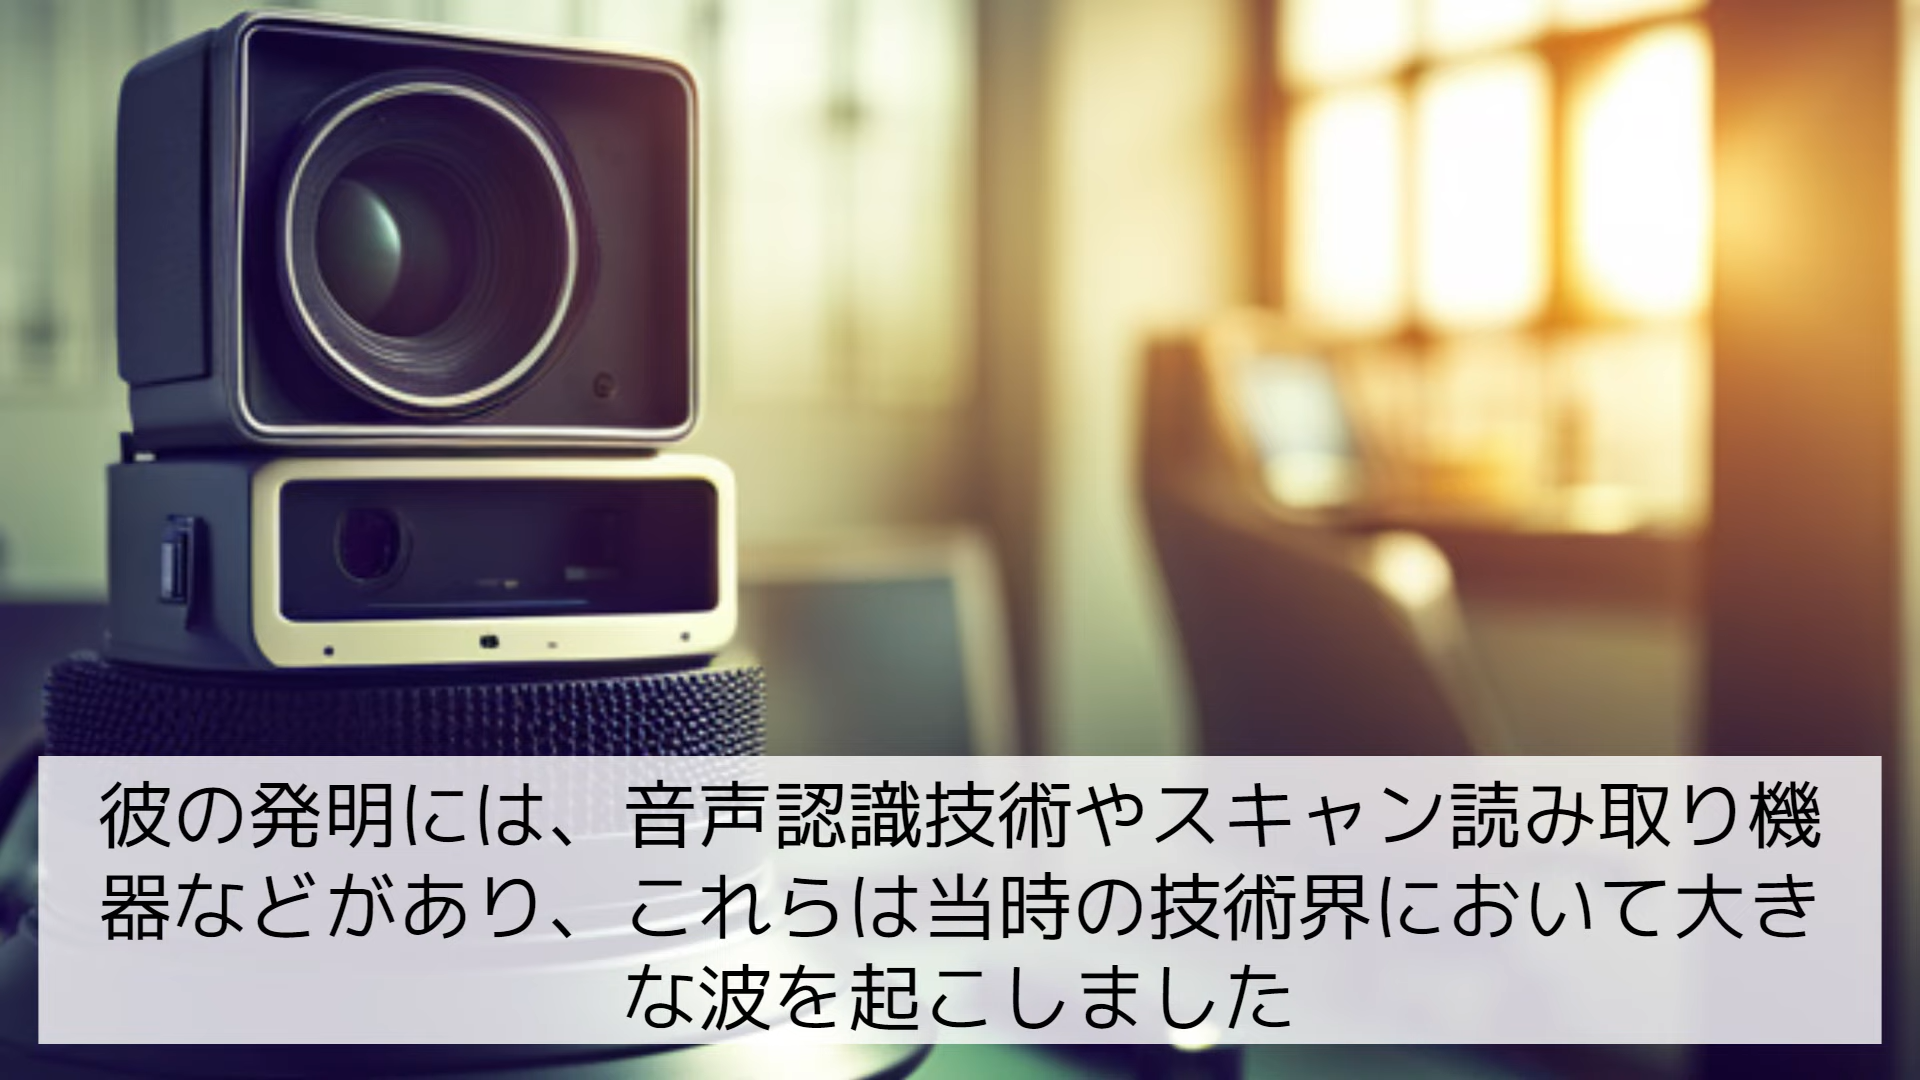 彼の発明には、音声認識技術やスキャン読み取り機
器などがあり、これらは当時の技術界において大き
な波を起こしました